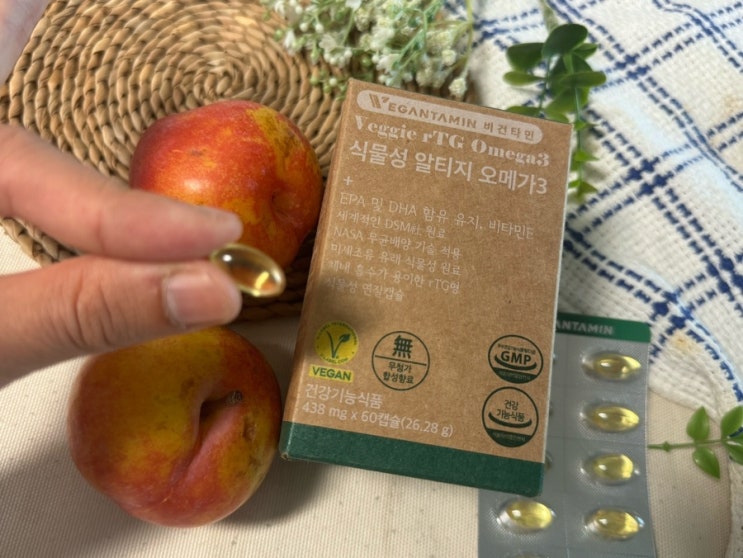 VEGANTAMIN 비건타민
Veggie rTG Omega3
식물성 알티지 오메가3
+
EPA 및 DHA 함유 유지, 비타민E
세계적인 DSM社 원료
NASA 무균배양 기술 적용
미세조류 유래 식물성 원료
체내 흡수가 용이한 rTG형
식물성 연질캡슐
VEGAN
無
무첨가
합성향료
GMP
건강
기능식품
건강기능식품
438 mg x 60캡슐(26.28 g)
ANTAMIN